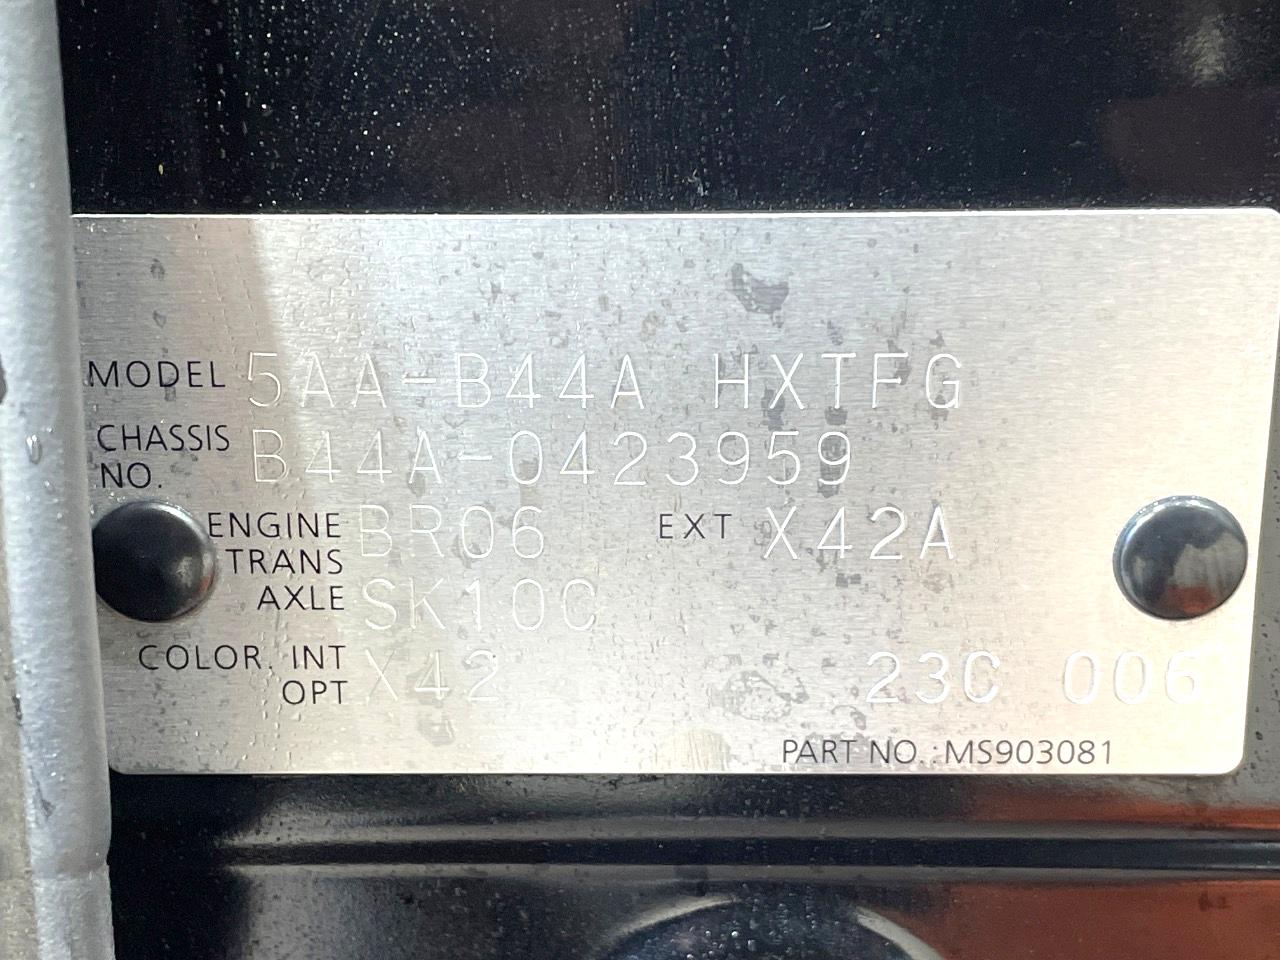 MODEL 5AA-B44A HXTFG
CHASSIS NO. B44A-0423959
ENGINE BR06 EXT X42A
TRANS AXLE SK10C
COLOR. INT X42 23C 006
OPT
PART NO.: MS903081